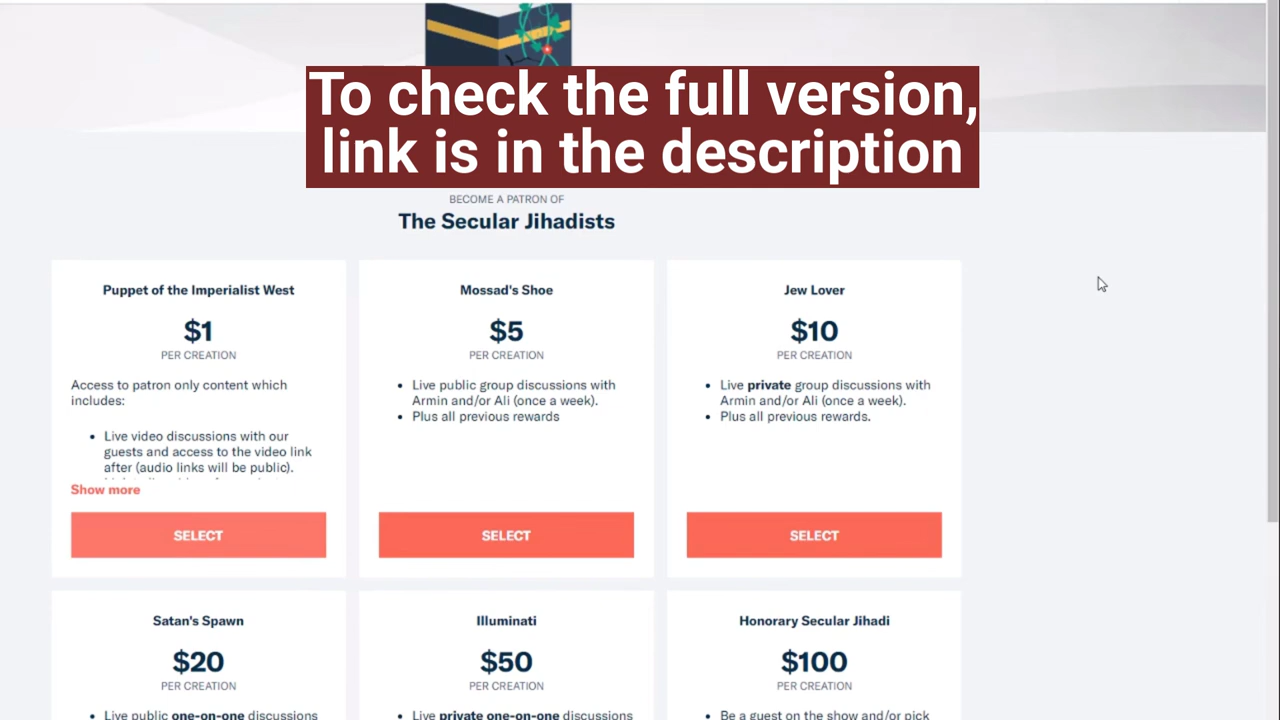 To check the full version,
link is in the description
BECOME A PATRON OF
The Secular Jihadists
Puppet of the Imperialist West
$1
PER CREATION
Access to patron only content which
includes:
• Live video discussions with our
guests and access to the video link
after (audio links will be public).
Show more
SELECT
Mossad's Shoe
$5
PER CREATION
• Live public group discussions with
Armin and/or Ali (once a week).
• Plus all previous rewards
SELECT
Jew Lover
$10
PER CREATION
• Live private group discussions with
Armin and/or Ali (once a week).
• Plus all previous rewards.
SELECT
Satan's Spawn
$20
PER CREATION
• Live public one-on-one discussions
Illuminati
$50
PER CREATION
• Live private one-on-one discussions
Honorary Secular Jihadi
$100
PER CREATION
• Be a guest on the show and/or pick